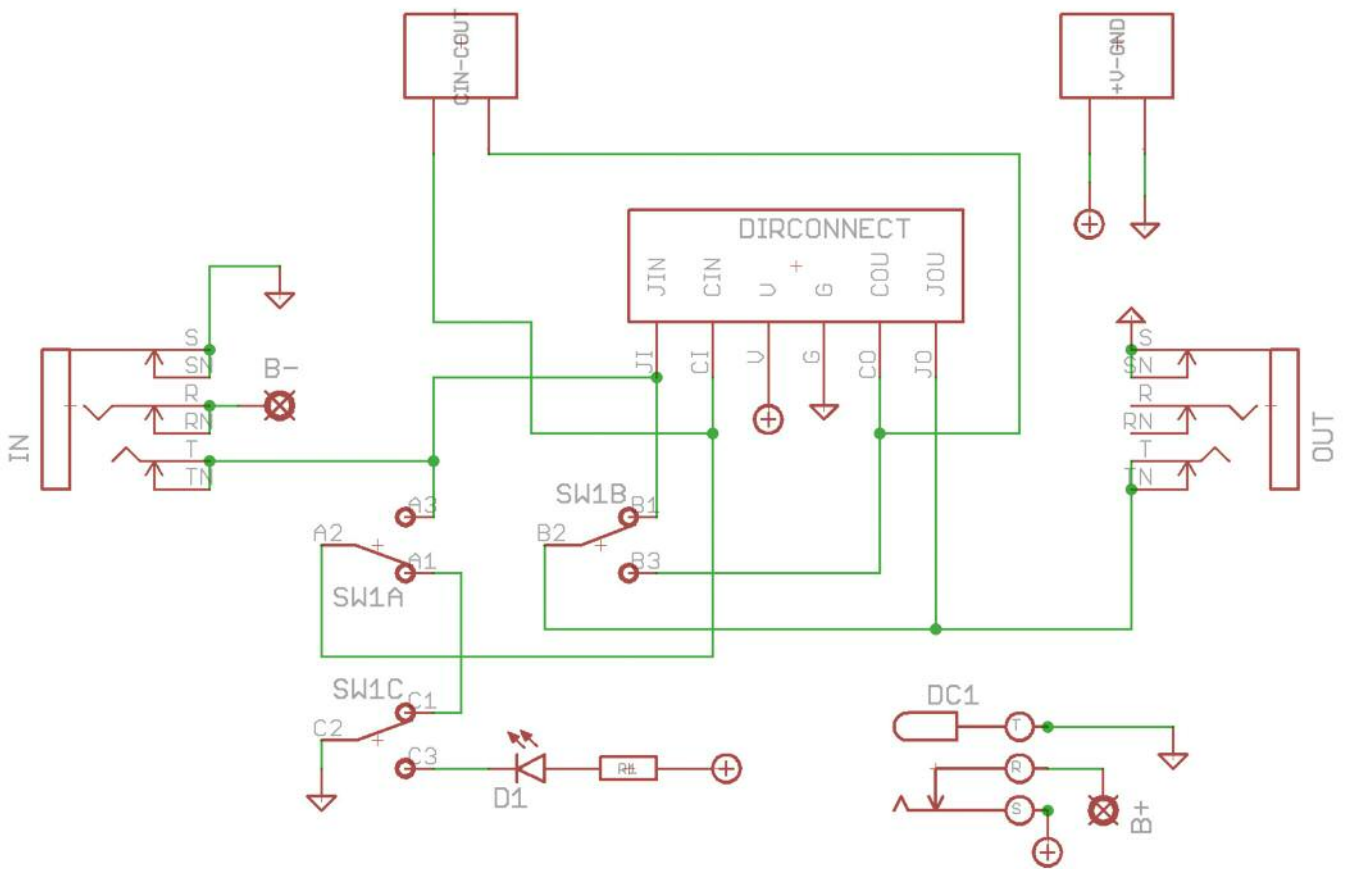 CIN-COUT
+V-GND
DIRCONNECT
JIN CIN V G COU JOU
JI CI V G CO JO
S
SN
R
RN
T
TN
B-
IN
S
SN
R
RN
T
TN
OUT
A3
A2
A1
SW1A
SW1B
B1
B2
B3
SW1C
C1
C2
C3
D1
DC1
T
R
S
B+